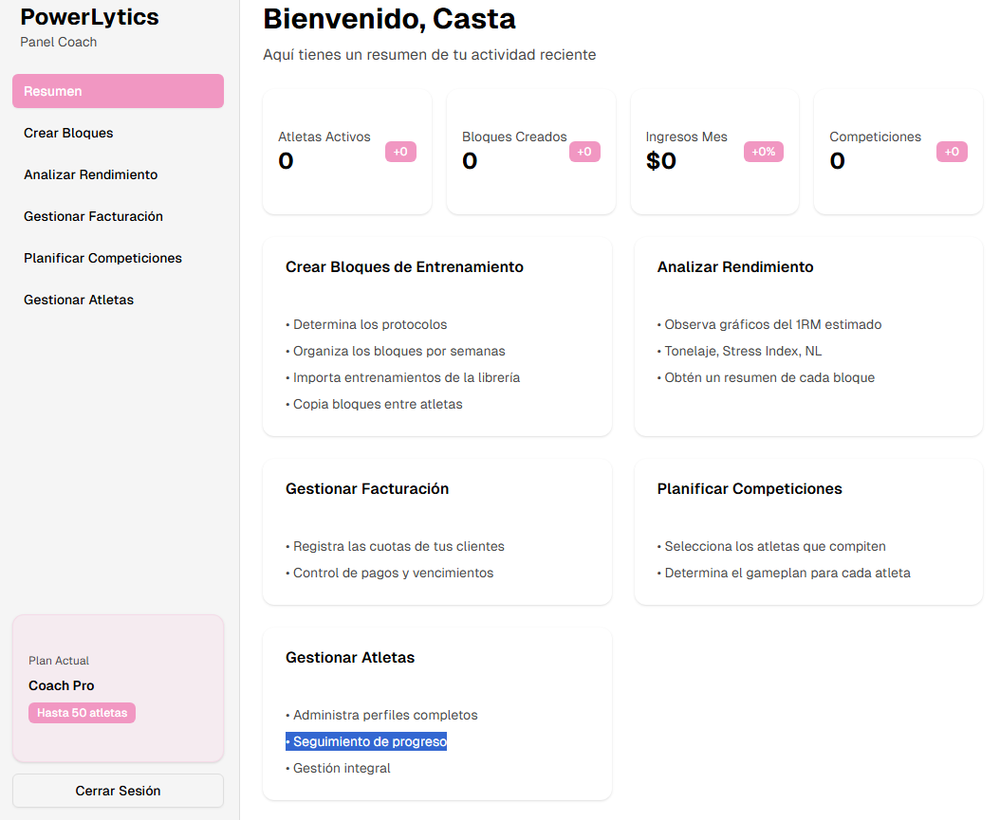 PowerLytics
Panel Coach
Resumen
Crear Bloques
Analizar Rendimiento
Gestionar Facturación
Planificar Competiciones
Gestionar Atletas
Plan Actual
Coach Pro
Hasta 50 atletas
Cerrar Sesión
Bienvenido, Casta
Aquí tienes un resumen de tu actividad reciente
Atletas Activos
0
+0
Bloques Creados
0
+0
Ingresos Mes
$0
+0%
Competiciones
0
+0
Crear Bloques de Entrenamiento
• Determina los protocolos
• Organiza los bloques por semanas
• Importa entrenamientos de la librería
• Copia bloques entre atletas
Analizar Rendimiento
• Observa gráficos del 1RM estimado
• Tonelaje, Stress Index, NL
• Obtén un resumen de cada bloque
Gestionar Facturación
• Registra las cuotas de tus clientes
• Control de pagos y vencimientos
Planificar Competiciones
• Selecciona los atletas que compiten
• Determina el gameplan para cada atleta
Gestionar Atletas
• Administra perfiles completos
• Seguimiento de progreso
• Gestión integral